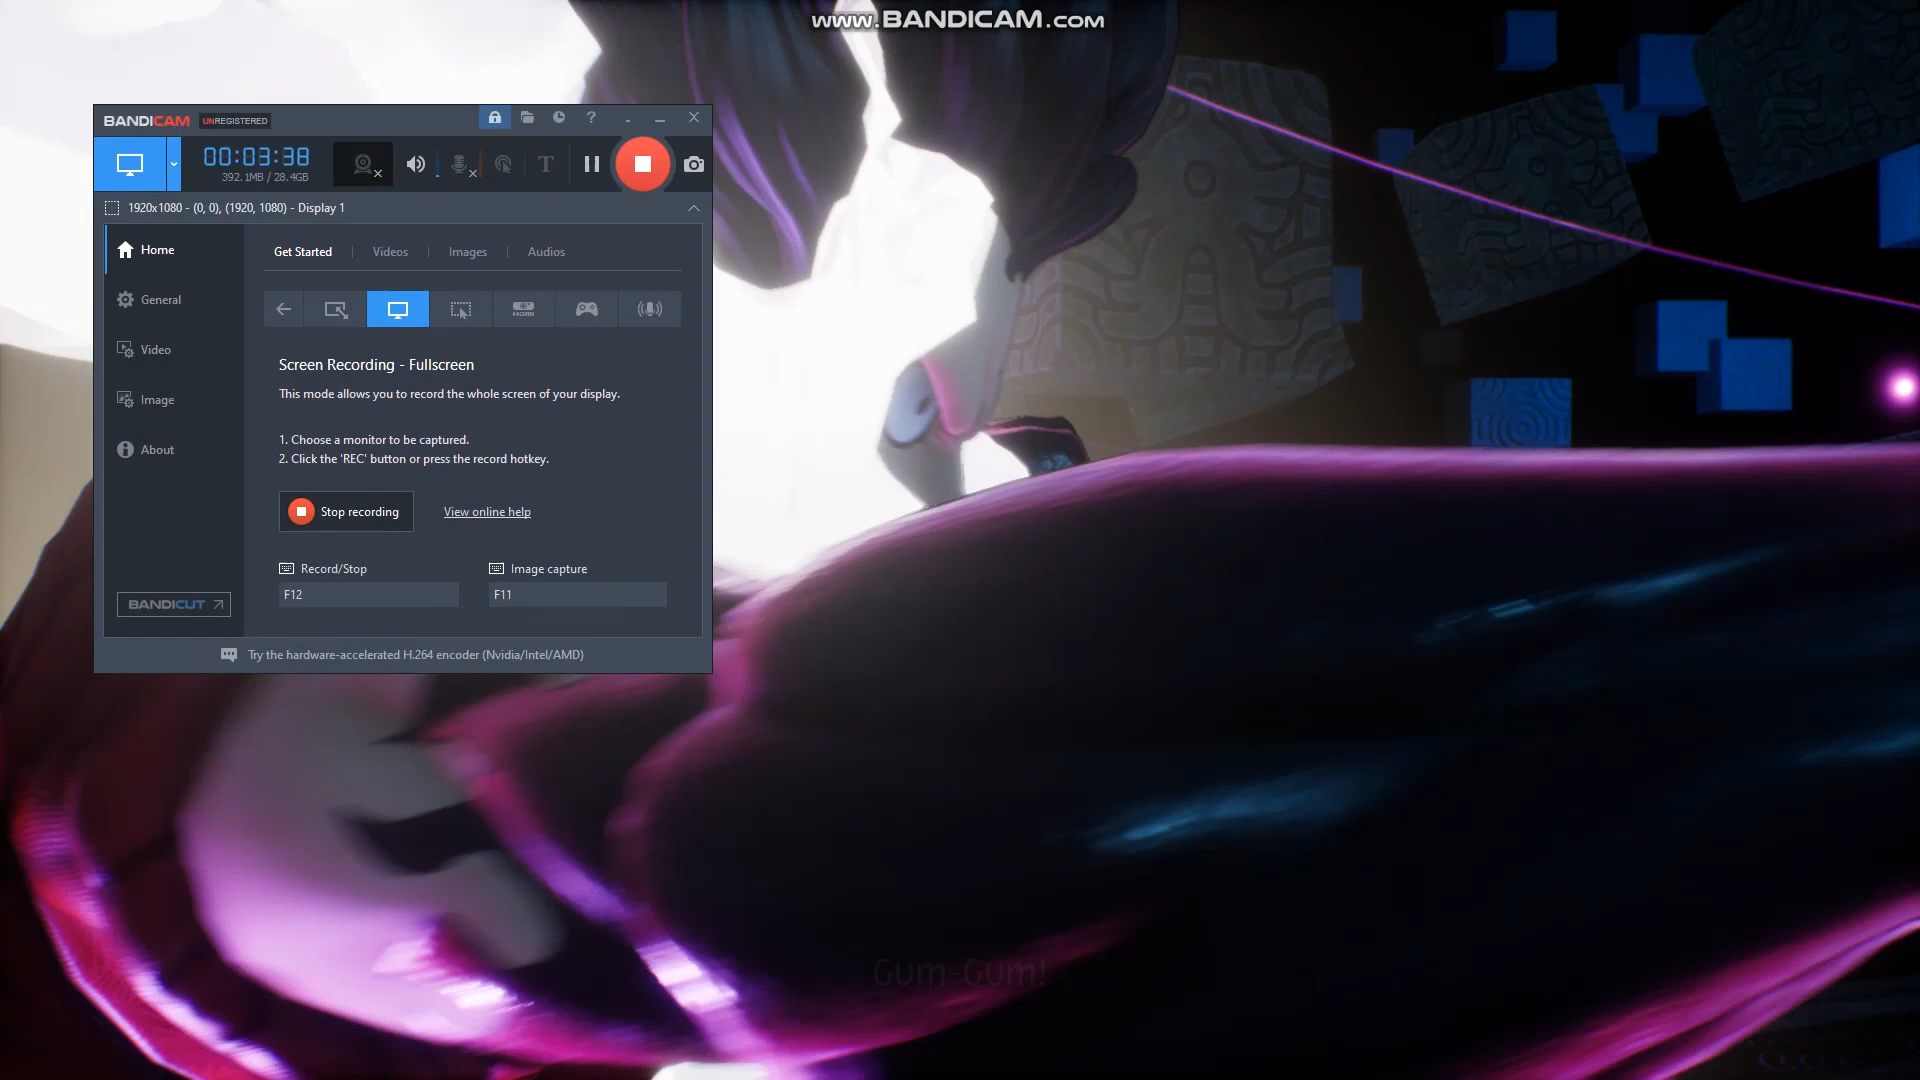 www.BANDICAM.com
BANDICAM UNREGISTERED
00:03:38
392.1MB / 28.4GB
T
1920x1080 - (0, 0), (1920, 1080) - Display 1
Home
General
Video
Image
About
BANDICUT
Get Started | Videos | Images | Audios
HDMI
Screen Recording - Fullscreen
This mode allows you to record the whole screen of your display.
1. Choose a monitor to be captured.
2. Click the 'REC' button or press the record hotkey.
Stop recording
View online help
Record/Stop
Image capture
F12
F11
Try the hardware-accelerated H.264 encoder (Nvidia/Intel/AMD)
Gum-Gum!